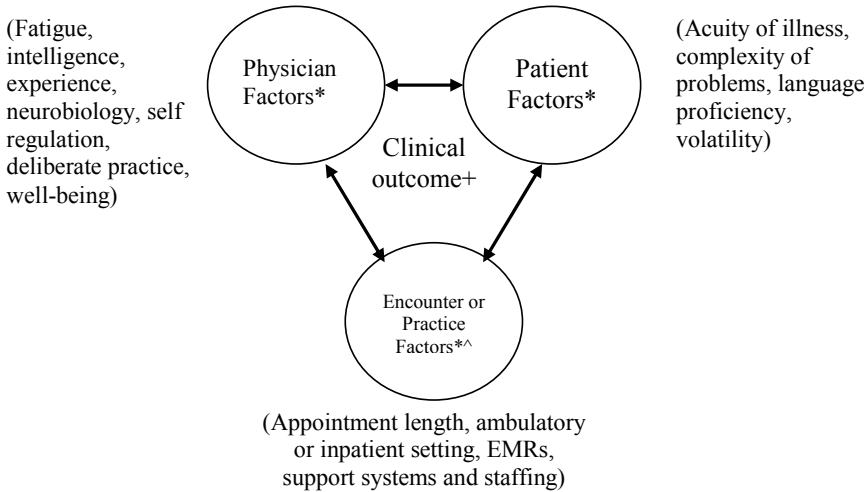 (Fatigue,
intelligence,
experience,
neurobiology, self
regulation,
deliberate practice,
well-being)
Physician
Factors*
Patient
Factors*
(Acuity of illness,
complexity of
problems, language
proficiency,
volatility)
Clinical
outcome+
Encounter or
Practice
Factors*^
(Appointment length, ambulatory
or inpatient setting, EMRs,
support systems and staffing)